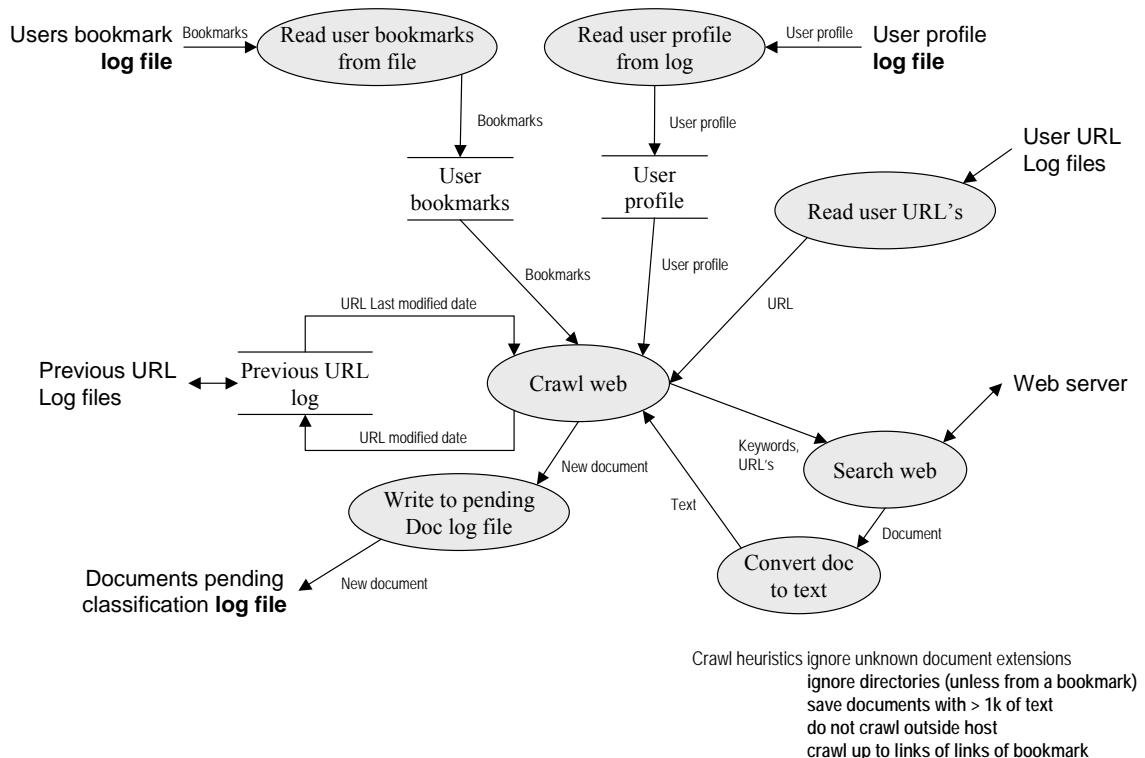 Users bookmark
log file
Bookmarks
Read user bookmarks
from file
Read user profile
from log
User profile
User profile
log file
Bookmarks
User profile
User URL
Log files
User
bookmarks
User
profile
Read user URL's
Bookmarks
User profile
URL
URL Last modified date
Previous URL
Log files
Previous URL
log
Crawl web
Web server
URL modified date
Keywords,
URL's
Search web
New document
Write to pending
Doc log file
Text
Document
Convert doc
to text
Documents pending
classification log file
New document
Crawl heuristics ignore unknown document extensions
ignore directories (unless from a bookmark)
save documents with > 1k of text
do not crawl outside host
crawl up to links of links of bookmark